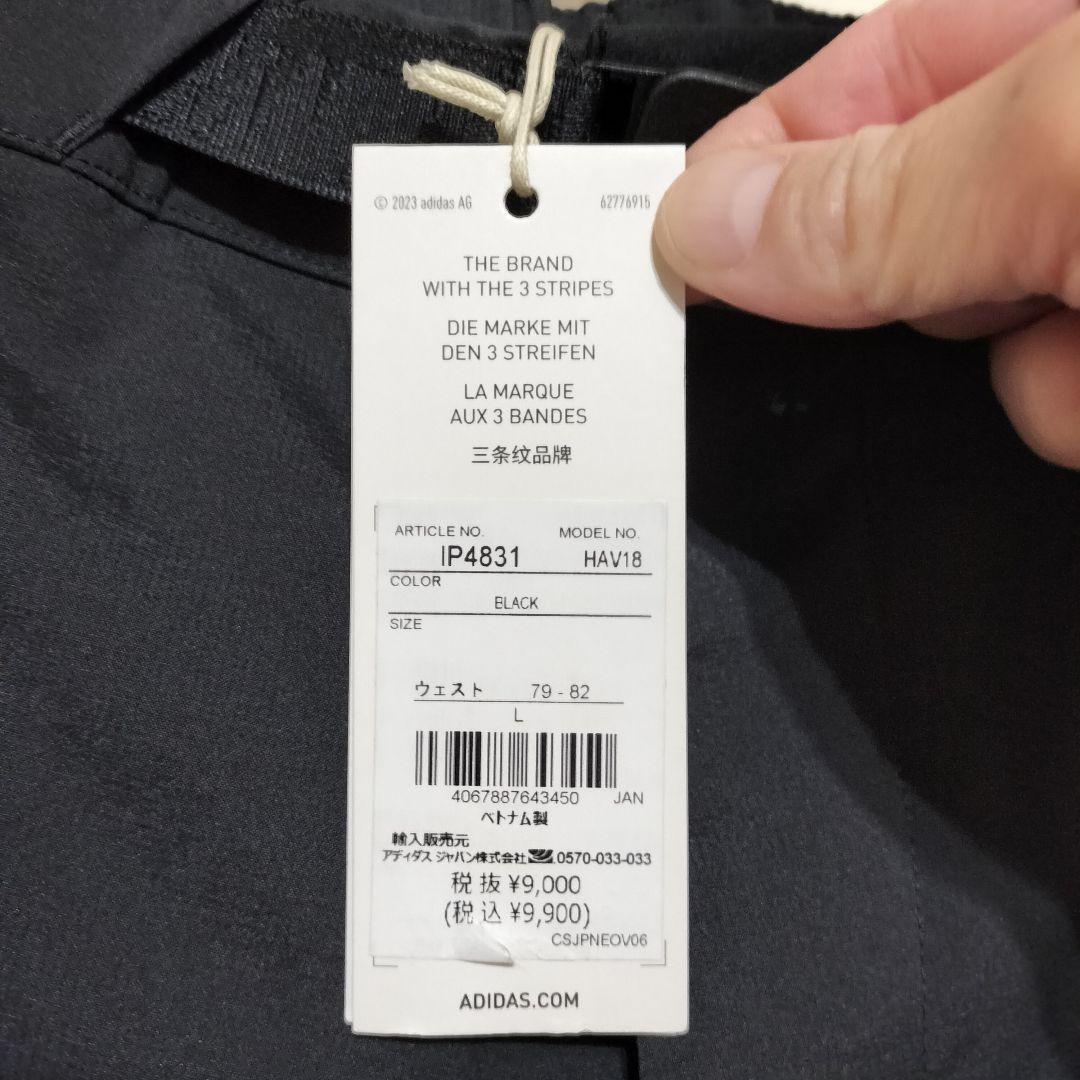 © 2023 adidas AG 62776915
THE BRAND
WITH THE 3 STRIPES
DIE MARKE MIT
DEN 3 STREIFEN
LA MARQUE
AUX 3 BANDES
三条纹品牌
ARTICLE NO. MODEL NO.
IP4831 HAV18
COLOR
BLACK
SIZE
ウェスト 79 - 82
L
4067887643450 JAN
ベトナム製
輸入販売元
アディダス ジャパン株式会社 0570-033-033
税 抜 ¥9,000
(税 込 ¥9,900)
CSJPNEOV06
ADIDAS.COM